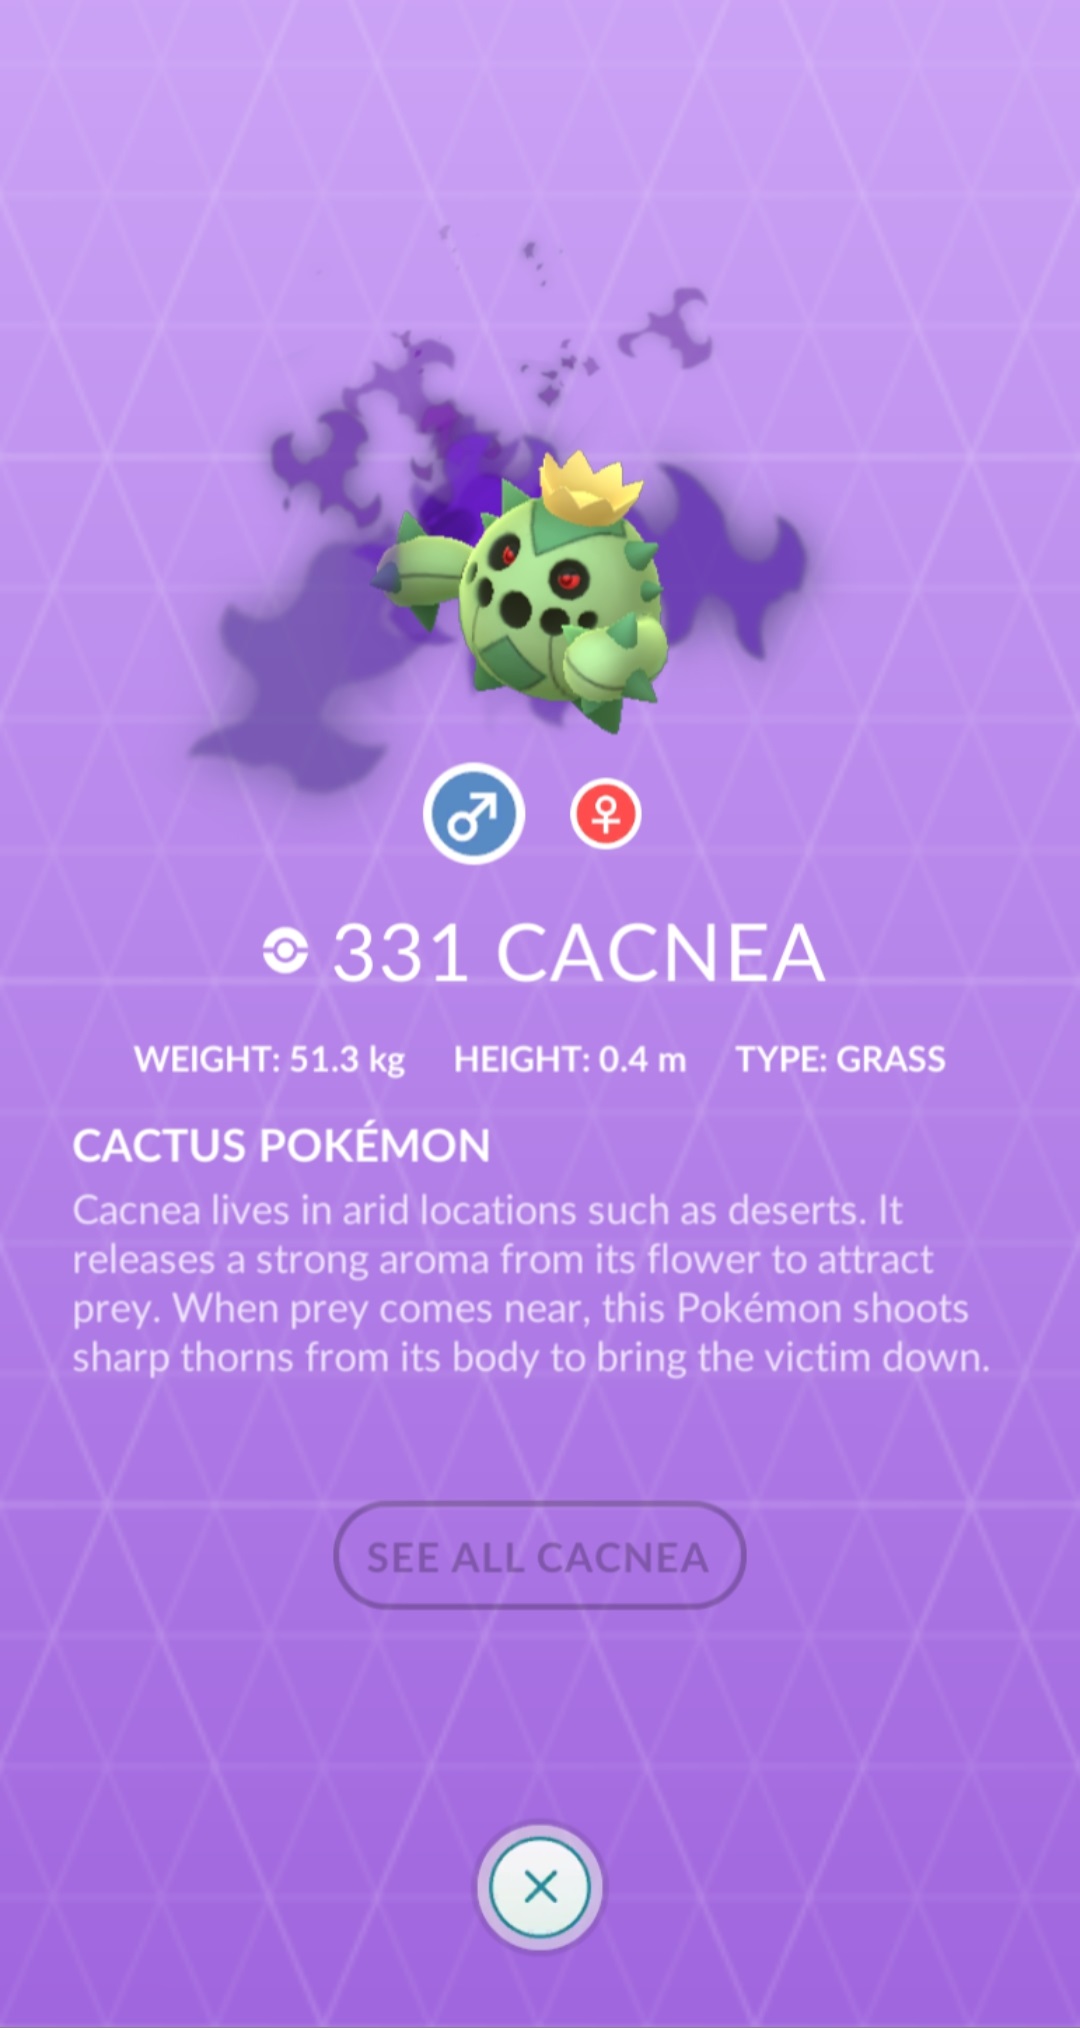 331 CACNEA
WEIGHT: 51.3 kg HEIGHT: 0.4 m TYPE: GRASS
CACTUS POKÉMON
Cacnea lives in arid locations such as deserts. It
releases a strong aroma from its flower to attract
prey. When prey comes near, this Pokémon shoots
sharp thorns from its body to bring the victim down.
SEE ALL CACNEA